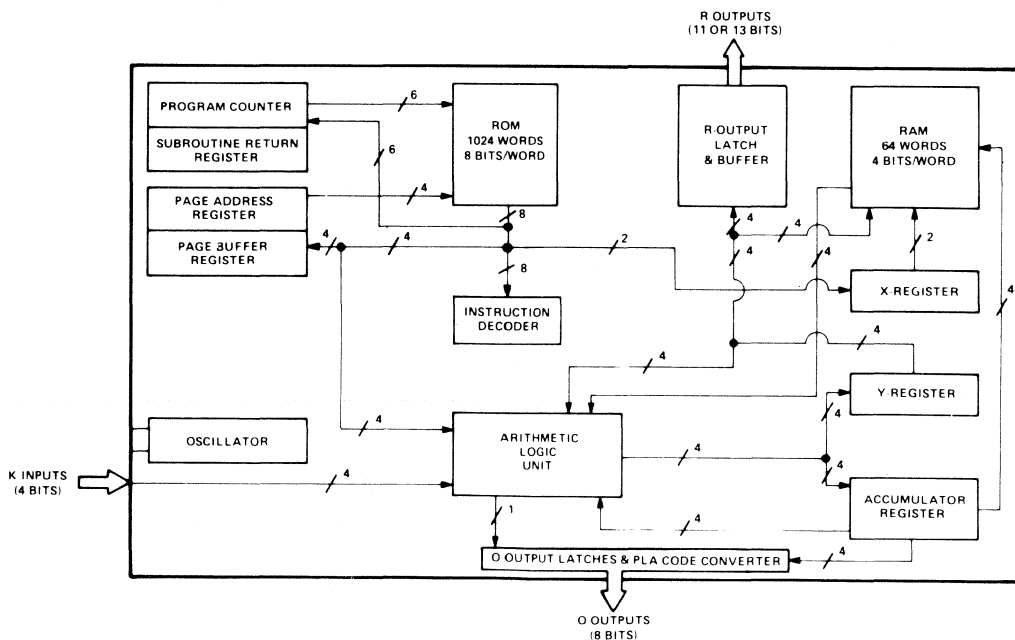 R OUTPUTS
(11 OR 13 BITS)
PROGRAM COUNTER
SUBROUTINE RETURN
REGISTER
6
6
ROM
1024 WORDS
8 BITS/WORD
R-OUTPUT
LATCH
& BUFFER
RAM
64 WORDS
4 BITS/WORD
PAGE ADDRESS
REGISTER
PAGE BUFFER
REGISTER
4
8
4
4
4
4
4
4
2
2
8
4
INSTRUCTION
DECODER
X-REGISTER
4
4
4
Y-REGISTER
4
OSCILLATOR
4
ARITHMETIC
LOGIC
UNIT
4
4
K INPUTS
(4 BITS)
4
ACCUMULATOR
REGISTER
1
4
4
O OUTPUT LATCHES & PLA CODE CONVERTER
O OUTPUTS
(8 BITS)